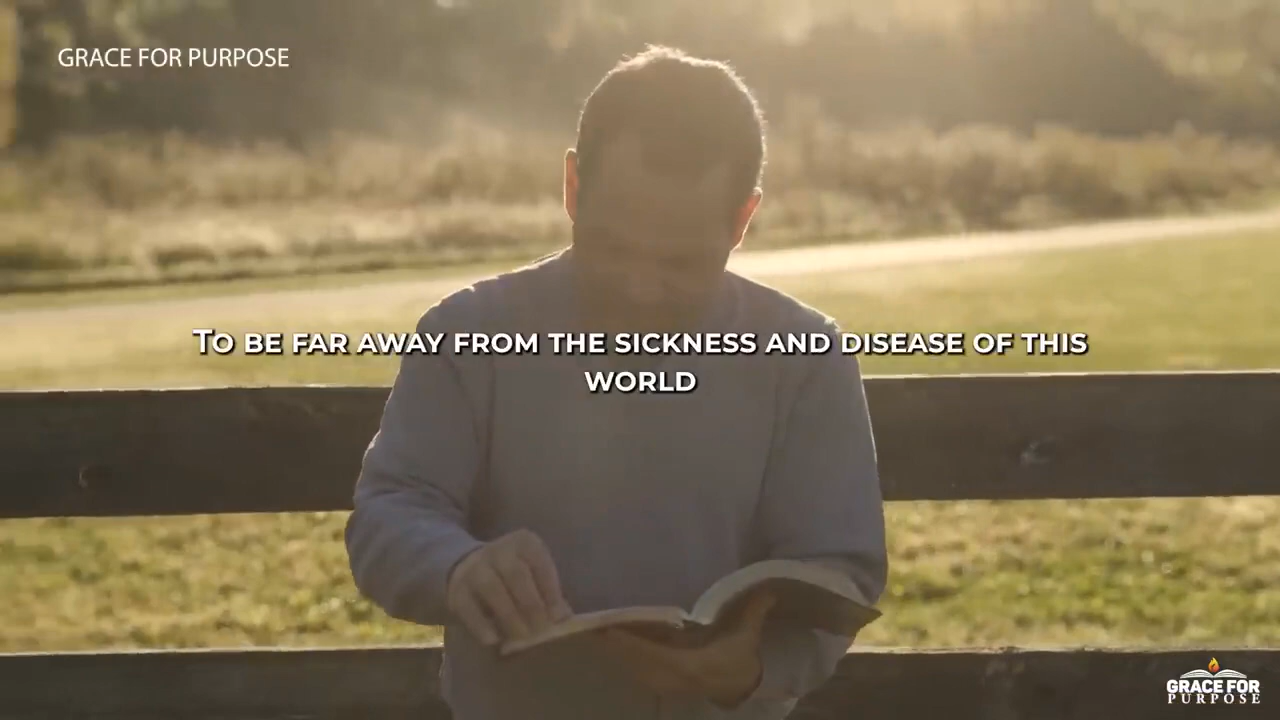 GRACE FOR PURPOSE
TO BE FAR AWAY FROM THE SICKNESS AND DISEASE OF THIS
WORLD
GRACE FOR
PURPOSE